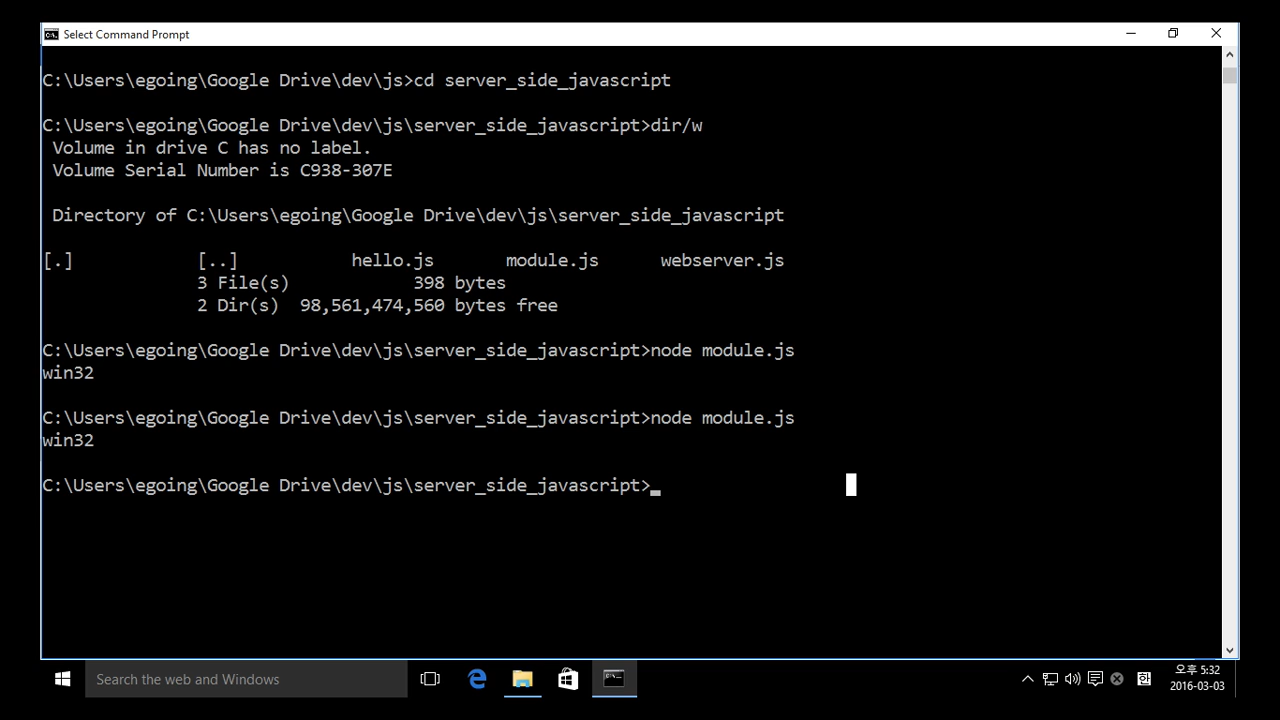 Select Command Prompt
C:\Users\egoing\Google Drive\dev\js>cd server_side_javascript
C:\Users\egoing\Google Drive\dev\js\server_side_javascript>dir/w
Volume in drive C has no label.
Volume Serial Number is C938-307E
Directory of C:\Users\egoing\Google Drive\dev\js\server_side_javascript
[.] [..] hello.js module.js webserver.js
3 File(s) 398 bytes
2 Dir(s) 98,561,474,560 bytes free
C:\Users\egoing\Google Drive\dev\js\server_side_javascript>node module.js
win32
C:\Users\egoing\Google Drive\dev\js\server_side_javascript>node module.js
win32
C:\Users\egoing\Google Drive\dev\js\server_side_javascript>
Search the web and Windows
한
오후 5:32
2016-03-03